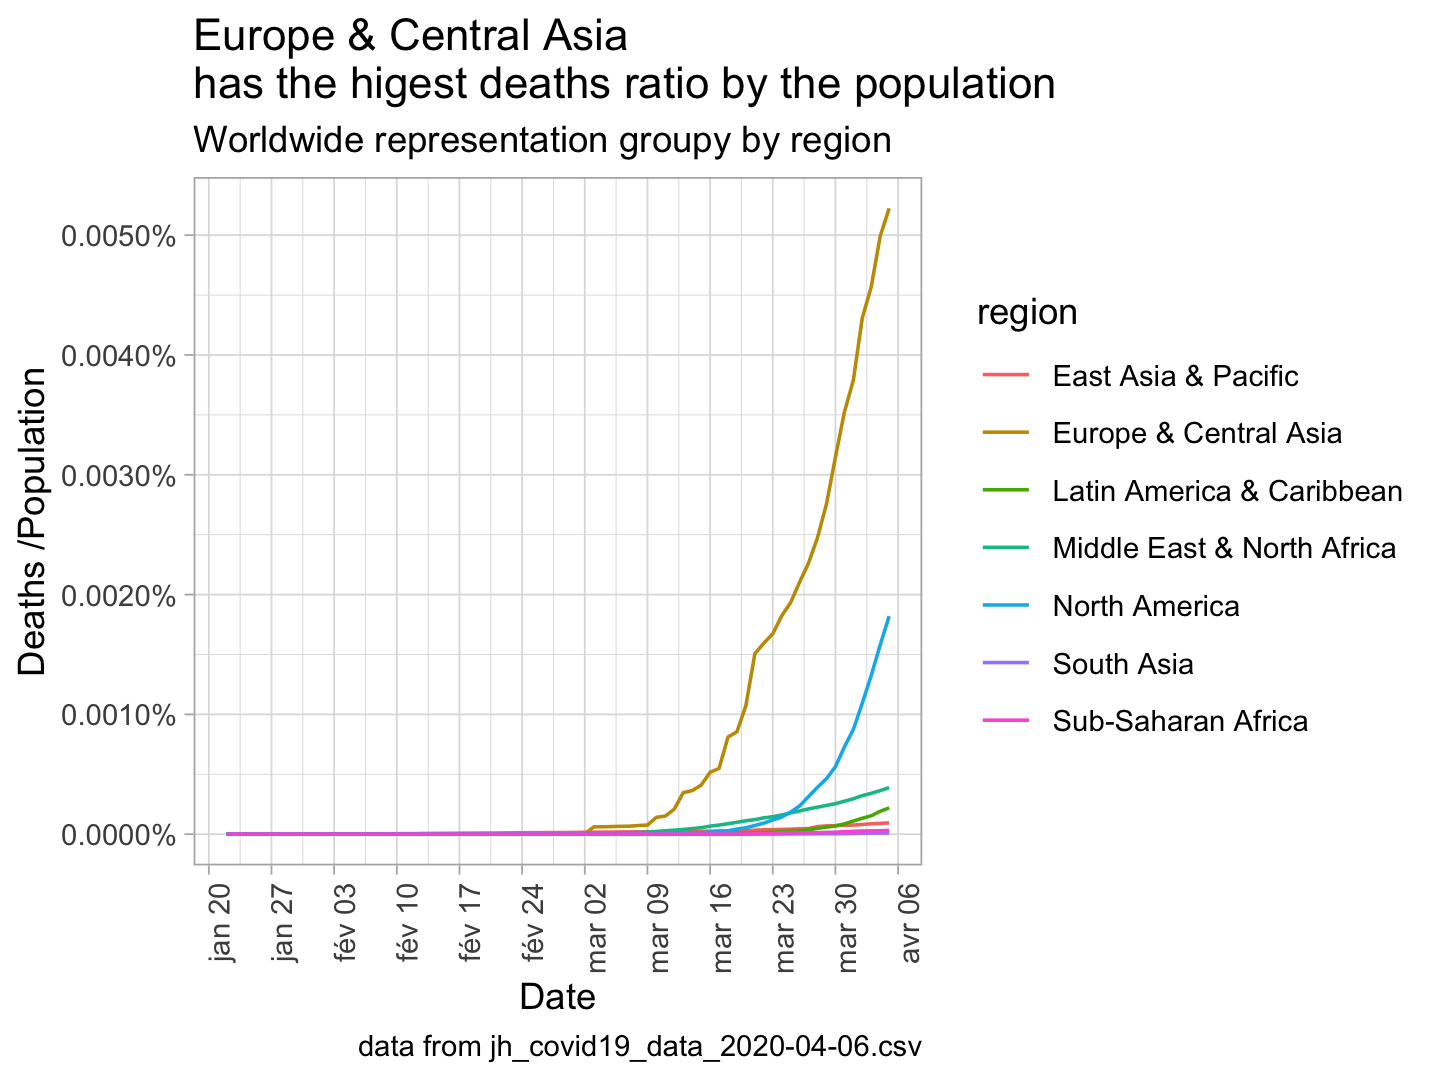 Europe & Central Asia
has the higest deaths ratio by the population
Worldwide representation groupy by region
Deaths /Population
0.0050%
0.0040%
0.0030%
0.0020%
0.0010%
0.0000%
jan 20
jan 27
fév 03
fév 10
fév 17
fév 24
mar 02
mar 09
mar 16
mar 23
mar 30
avr 06
Date
region
East Asia & Pacific
Europe & Central Asia
Latin America & Caribbean
Middle East & North Africa
North America
South Asia
Sub-Saharan Africa
data from jh_covid19_data_2020-04-06.csv